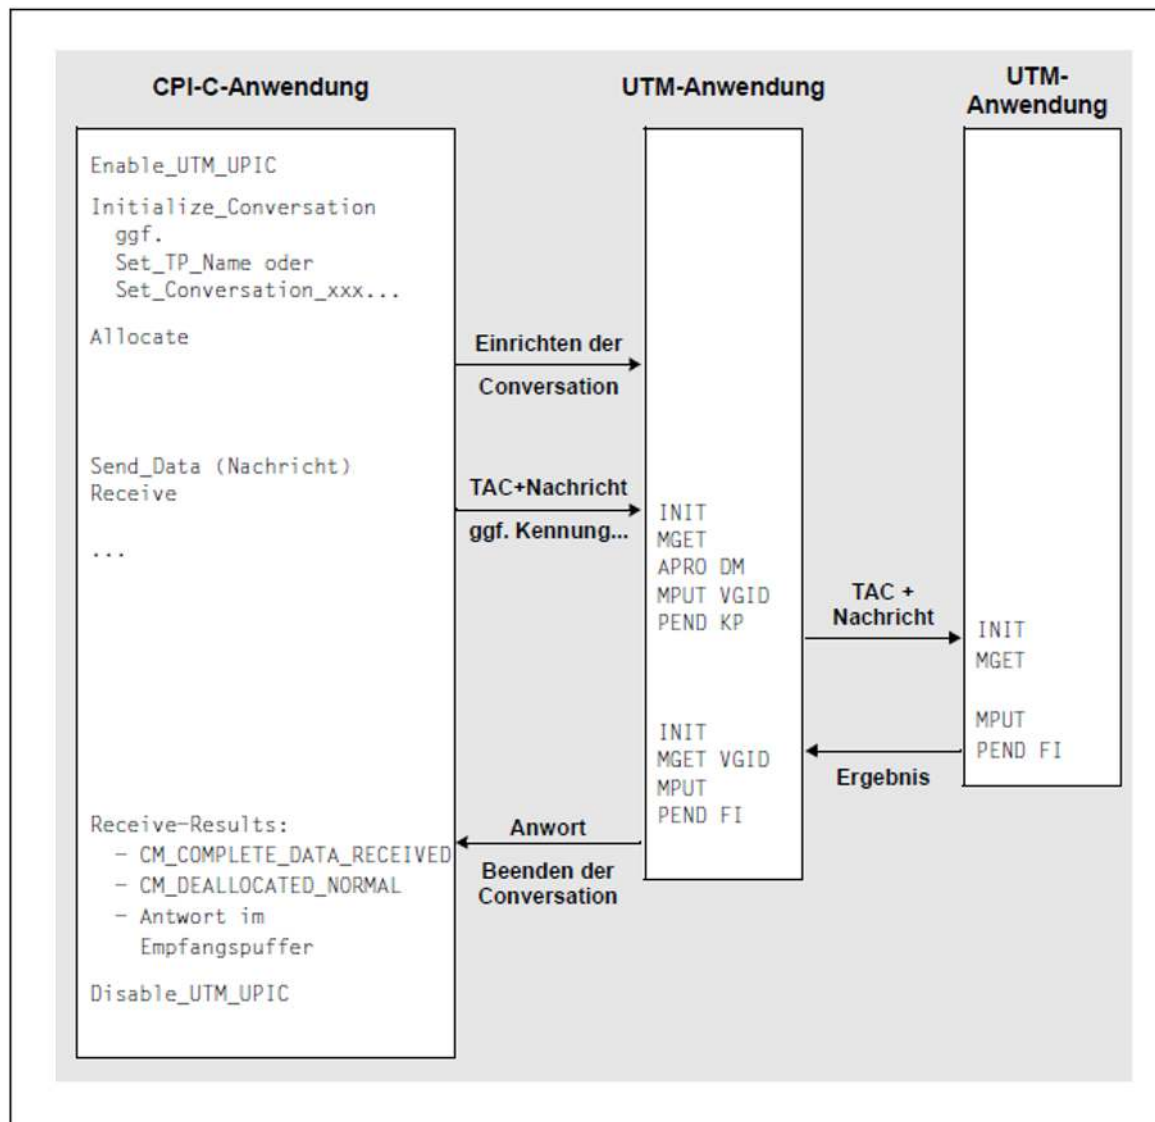 CPI-C-Anwendung
UTM-Anwendung
UTM-
Anwendung
Enable_UTM_UPIC
Initialize_Conversation
ggf.
Set_TP_Name oder
Set_Conversation_xxx...
Allocate
Einrichten der
Conversation
Send_Data (Nachricht)
Receive
...
TAC+Nachricht
ggf. Kennung...
INIT
MGET
APRO DM
MPUT VGID
PEND KP
TAC +
Nachricht
INIT
MGET
MPUT
PEND FI
Ergebnis
INIT
MGET VGID
MPUT
PEND FI
Anwort
Beenden der
Conversation
Receive-Results:
- CM_COMPLETE_DATA_RECEIVED
- CM_DEALLOCATED_NORMAL
- Antwort im
Empfangspuffer
Disable_UTM_UPIC